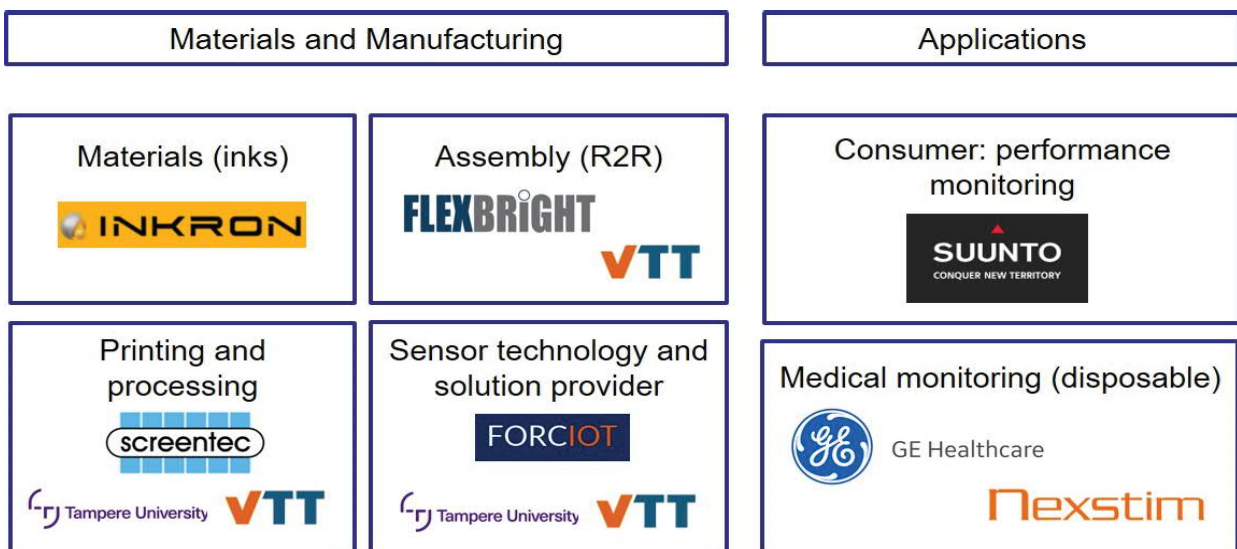 Materials and Manufacturing
Applications
Materials (inks)
INKRON
Assembly (R2R)
FLEXBRiGHT
VTT
Consumer: performance
monitoring
SUUNTO
CONQUER NEW TERRITORY
Printing and
processing
screentec
Tampere University
VTT
Sensor technology and
solution provider
FORCIOT
Tampere University
VTT
Medical monitoring (disposable)
GE
GE Healthcare
Nexstim